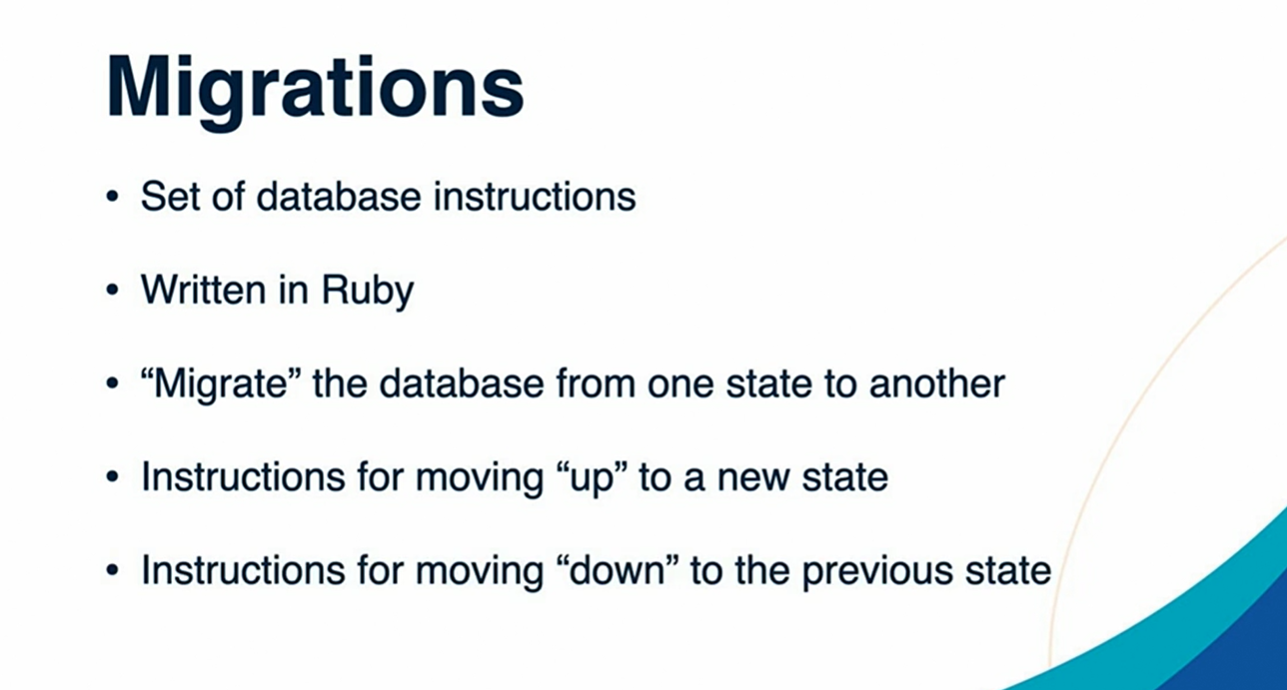 Migrations
• Set of database instructions
• Written in Ruby
• “Migrate” the database from one state to another
• Instructions for moving “up” to a new state
• Instructions for moving “down” to the previous state